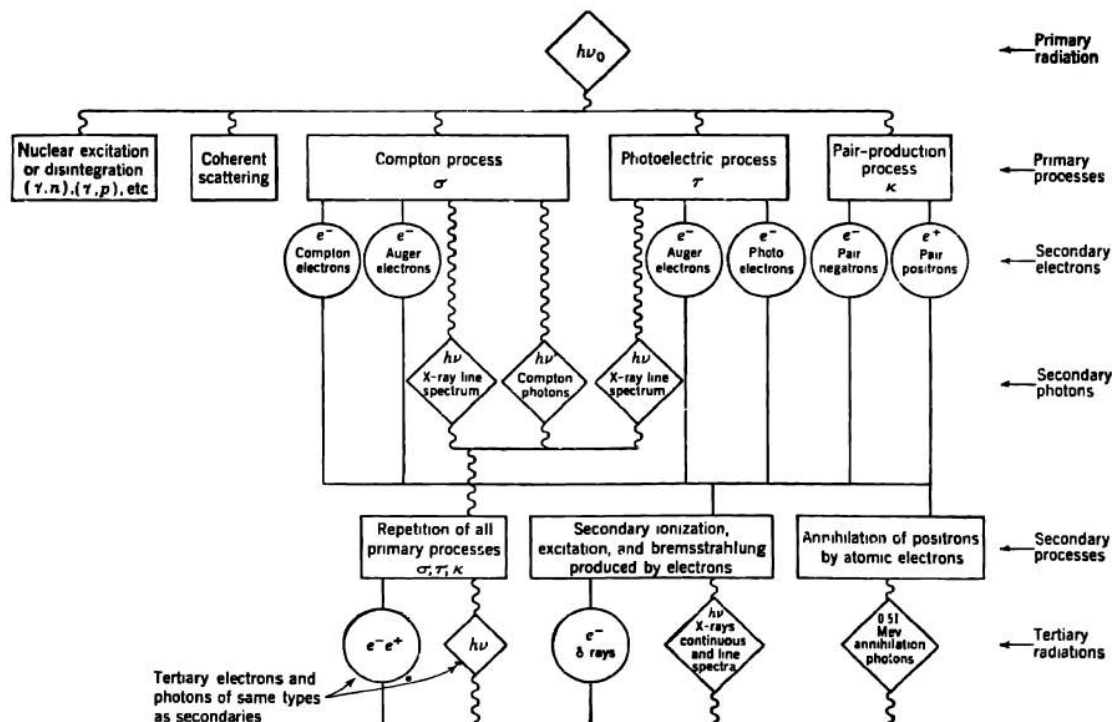 hν₀
Primary
radiation
Nuclear excitation
or disintegration
(γ,n),(γ,p), etc
Coherent
scattering
Compton process
σ
Photoelectric process
τ
Pair-production
process
κ
Primary
processes
e⁻
Compton
electrons
e⁻
Auger
electrons
e⁻
Auger
electrons
e⁻
Photo
electrons
e⁻
Pair
negatrons
e⁺
Pair
positrons
Secondary
electrons
hν
X-ray line
spectrum
hν'
Compton
photons
hν
X-ray line
spectrum
Secondary
photons
Repetition of all
primary processes
σ, τ, κ
Secondary ionization,
excitation, and bremsstrahlung
produced by electrons
Annihilation of positrons
by atomic electrons
Secondary
processes
e⁻e⁺
hν
e⁻
δ rays
hν
X-rays
continuous
and line
spectra
0 51
Mev
annihilation
photons
Tertiary
radiations
Tertiary electrons and
photons of same types
as secondaries